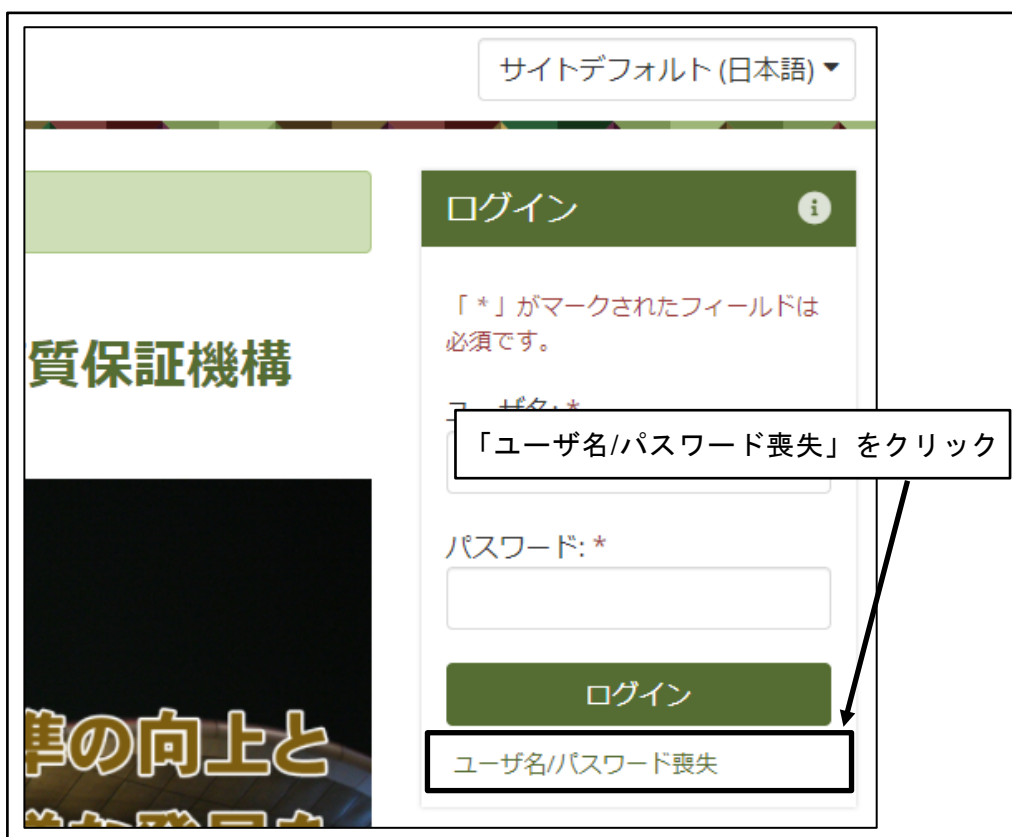 サイトデフォルト (日本語)
ログイン
「 * 」がマークされたフィールドは
必須です。
質保証機構
ユーザ名: *
「ユーザ名/パスワード喪失」をクリック
パスワード: *
ログイン
準の向上と
ユーザ名/パスワード喪失